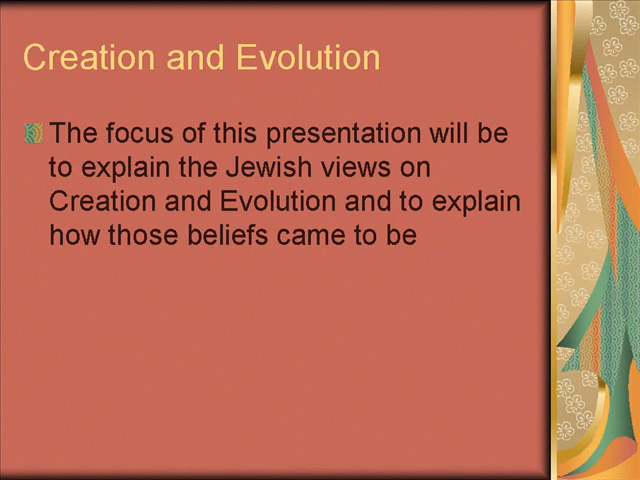 Creation and Evolution
The focus of this presentation will be
to explain the Jewish views on
Creation and Evolution and to explain
how those beliefs came to be